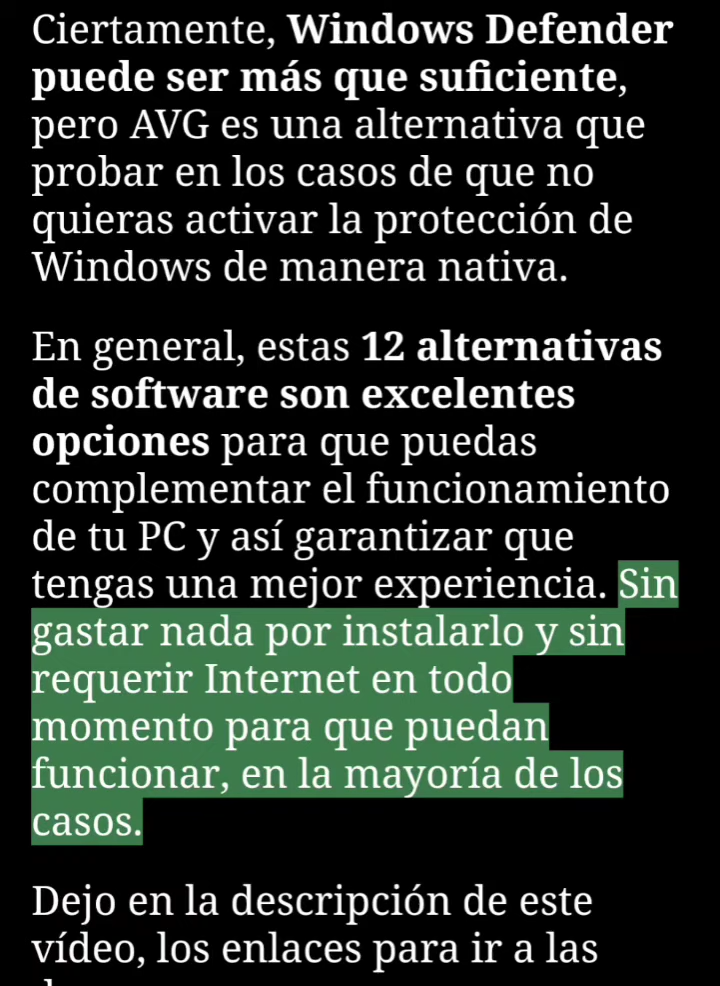 Ciertamente, Windows Defender
puede ser más que suficiente,
pero AVG es una alternativa que
probar en los casos de que no
quieras activar la protección de
Windows de manera nativa.
En general, estas 12 alternativas
de software son excelentes
opciones para que puedas
complementar el funcionamiento
de tu PC y así garantizar que
tengas una mejor experiencia. Sin
gastar nada por instalarlo y sin
requerir Internet en todo
momento para que puedan
funcionar, en la mayoría de los
casos.
Dejo en la descripción de este
vídeo, los enlaces para ir a las